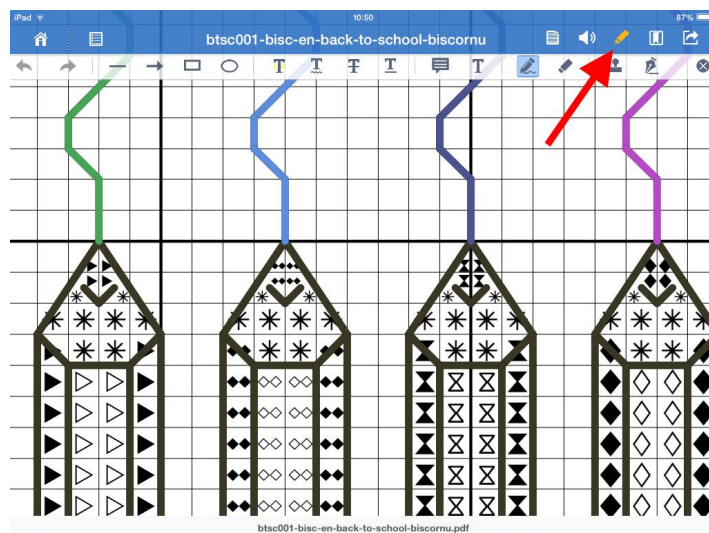 iPad 10:50 87%
btsc001-bisc-en-back-to-school-biscornu
T T T T T
btsc001-bisc-en-back-to-school-biscornu.pdf